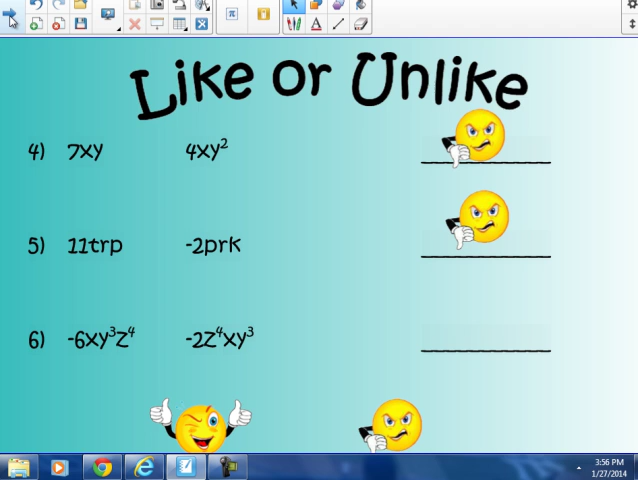 Like or Unlike
4) 7xy 4xy²
5) 11trp -2prk
6) -6xy³z⁴ -2z⁴xy³
3:56 PM
1/27/2014